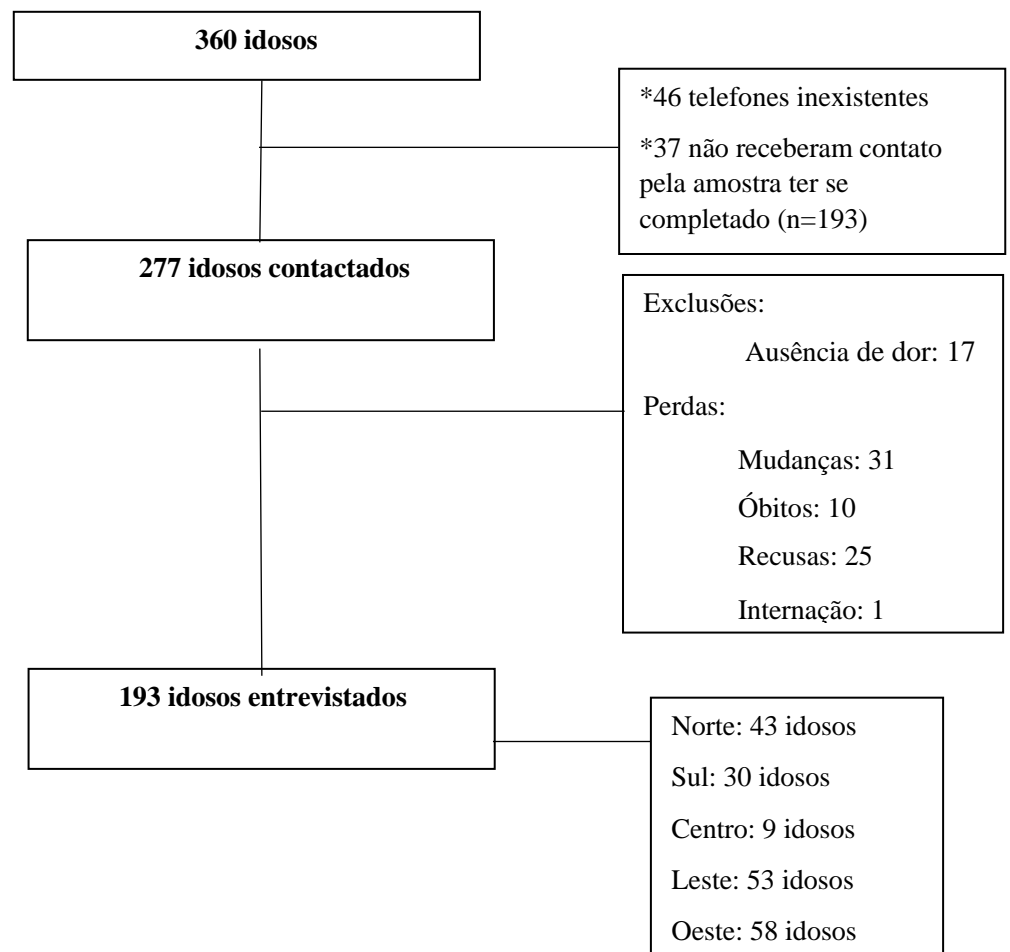 360 idosos
*46 telefones inexistentes
*37 não receberam contato
pela amostra ter se
completado (n=193)
277 idosos contactados
Exclusões:
Ausência de dor: 17
Perdas:
Mudanças: 31
Óbitos: 10
Recusas: 25
Internação: 1
193 idosos entrevistados
Norte: 43 idosos
Sul: 30 idosos
Centro: 9 idosos
Leste: 53 idosos
Oeste: 58 idosos